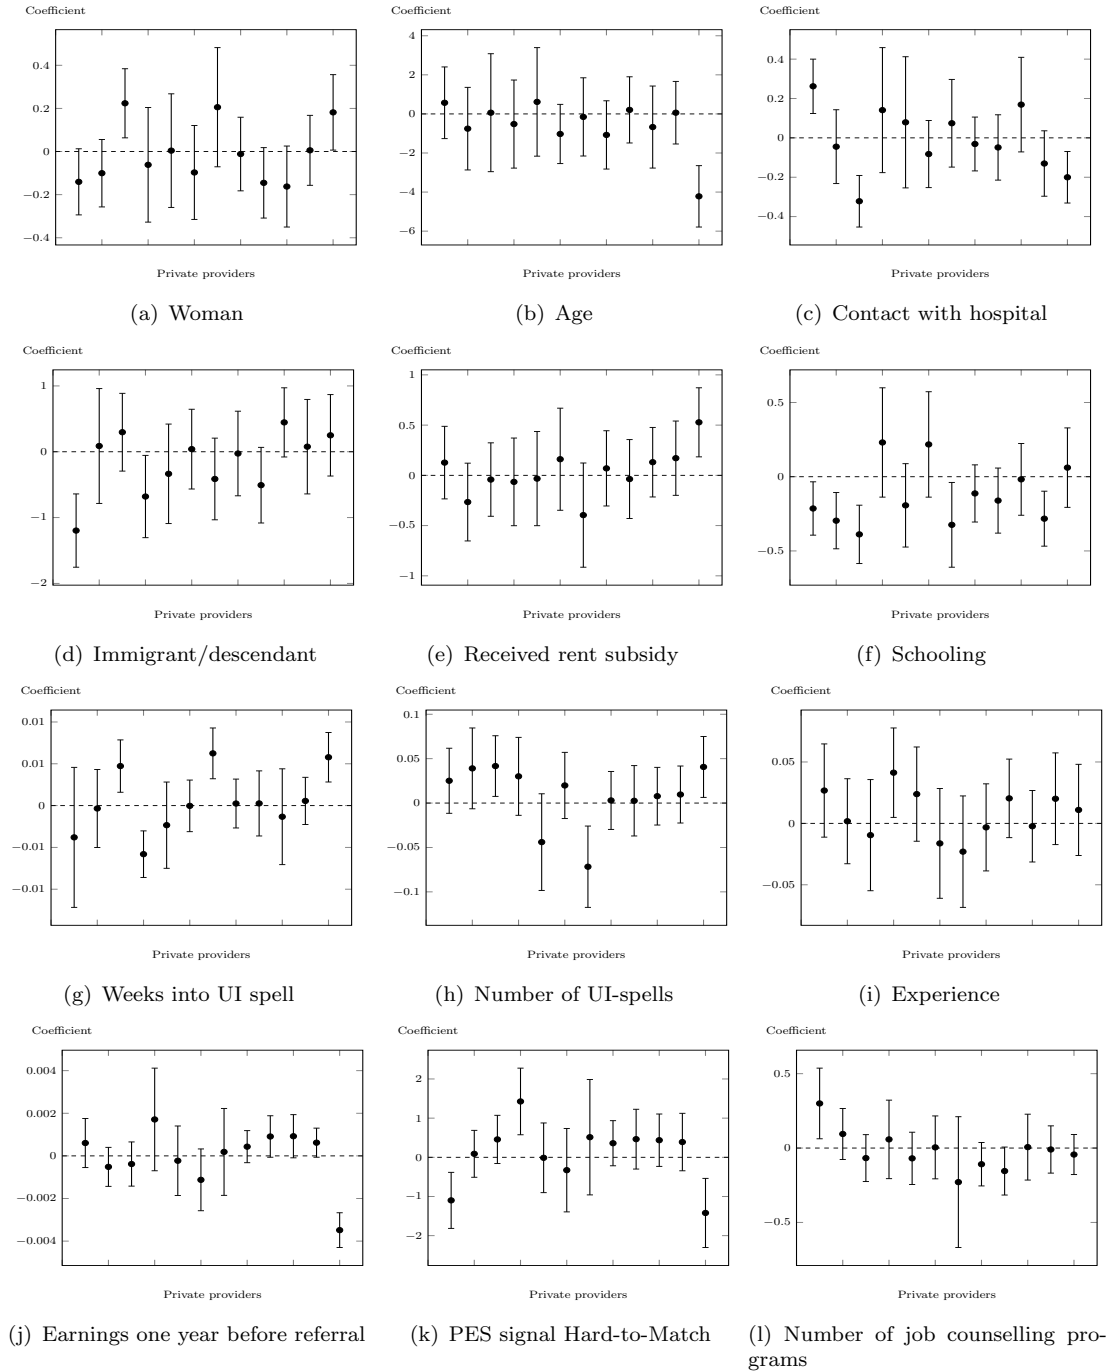 Coefficient
0.4
0.2
0
−0.2
−0.4
Private providers
(a) Woman
Coefficient
4
2
0
−2
−4
−6
Private providers
(b) Age
Coefficient
0.4
0.2
0
−0.2
−0.4
Private providers
(c) Contact with hospital
Coefficient
1
0
−1
−2
Private providers
(d) Immigrant/descendant
Coefficient
1
0.5
0
−0.5
−1
Private providers
(e) Received rent subsidy
Coefficient
0.5
0
−0.5
Private providers
(f) Schooling
Coefficient
0.01
0.01
0
−0.01
−0.01
Private providers
(g) Weeks into UI spell
Coefficient
0.1
0.05
0
−0.05
−0.1
Private providers
(h) Number of UI-spells
Coefficient
0.05
0
−0.05
Private providers
(i) Experience
Coefficient
0.004
0.002
0
−0.002
−0.004
Private providers
(j) Earnings one year before referral
Coefficient
2
1
0
−1
−2
Private providers
(k) PES signal Hard-to-Match
Coefficient
0.5
0
−0.5
Private providers
(l) Number of job counselling pro-
grams